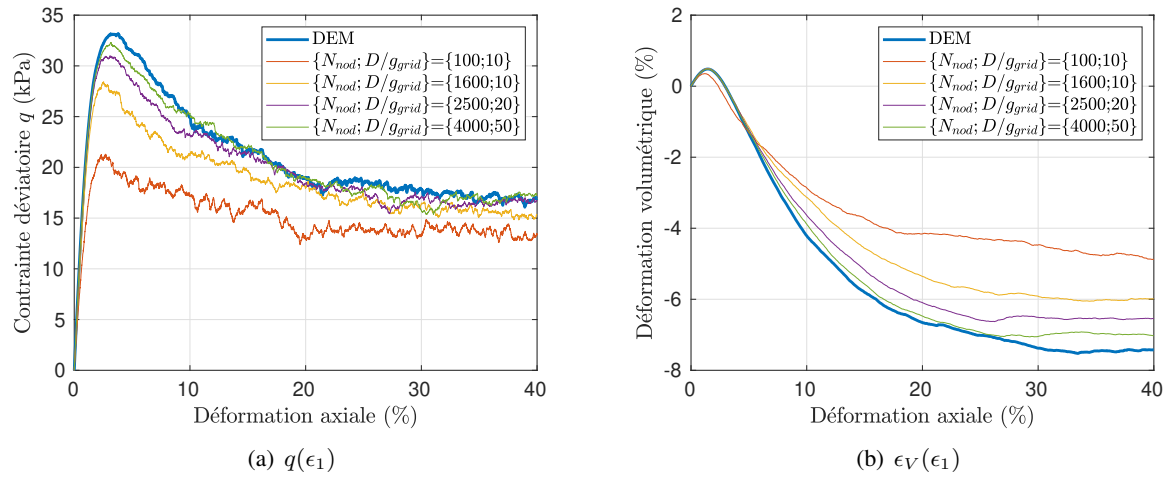 35
30
25
20
15
10
5
0
0
10
20
30
40
Contrainte déviatoire q (kPa)
Déformation axiale (%)
DEM
{N_nod; D/g_grid}={100;10}
{N_nod; D/g_grid}={1600;10}
{N_nod; D/g_grid}={2500;20}
{N_nod; D/g_grid}={4000;50}
(a) q(ϵ₁)
2
0
-2
-4
-6
-8
0
10
20
30
40
Déformation volumétrique (%)
Déformation axiale (%)
DEM
{N_nod; D/g_grid}={100;10}
{N_nod; D/g_grid}={1600;10}
{N_nod; D/g_grid}={2500;20}
{N_nod; D/g_grid}={4000;50}
(b) ϵ_V(ϵ₁)